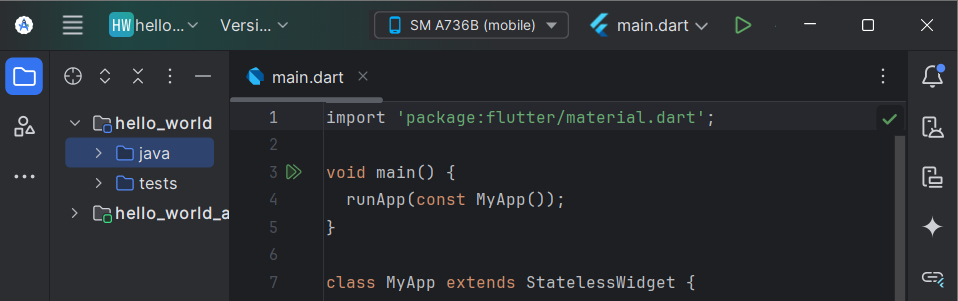 HW hello... Versi... SM A736B (mobile) main.dart
main.dart
hello_world
java
tests
hello_world_a
1 import 'package:flutter/material.dart';
2
3 void main() {
4 runApp(const MyApp());
5 }
6
7 class MyApp extends StatelessWidget {